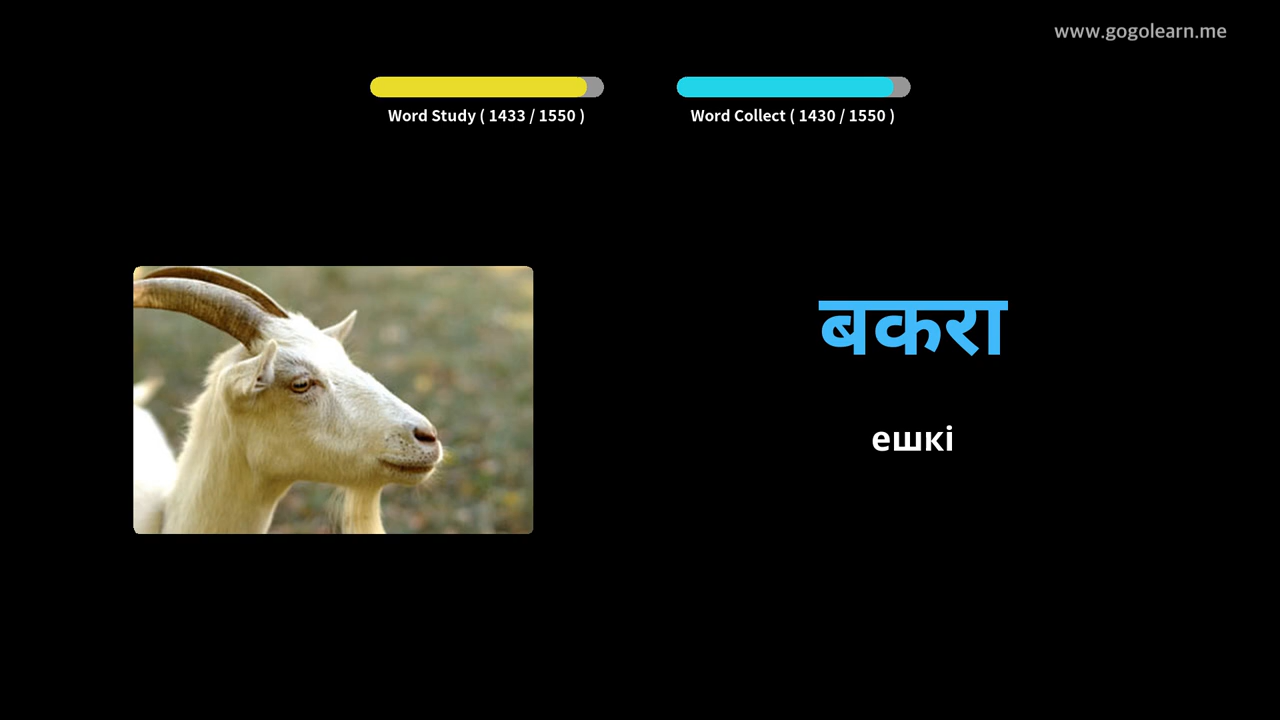 www.gogolearn.me
Word Study ( 1433 / 1550 )
Word Collect ( 1430 / 1550 )
बकरा
ешкі